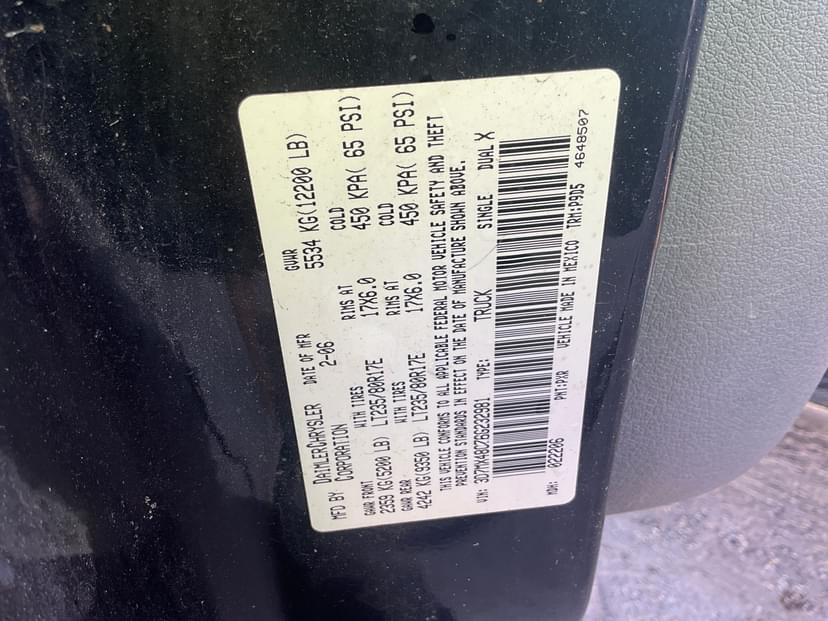 MFD BY DAIMLERCHRYSLER CORPORATION DATE OF MFR 2-06 GVWR 5534 KG(12200 LB)
GAWR FRONT WITH TIRES RIMS AT COLD
2359 KG(5200 LB) LT235/80R17E 17X6.0 450 KPA( 65 PSI)
GAWR REAR WITH TIRES RIMS AT COLD
4242 KG(9350 LB) LT235/80R17E 17X6.0 450 KPA( 65 PSI)
THIS VEHICLE CONFORMS TO ALL APPLICABLE FEDERAL MOTOR VEHICLE SAFETY AND THEFT
PREVENTION STANDARDS IN EFFECT ON THE DATE OF MANUFACTURE SHOWN ABOVE.
VIN: 3D7MX48C76G232981 TYPE: TRUCK SINGLE DUAL X
MDH: 022206 PNT:PXR VEHICLE MADE IN MEXICO TRM:P9D5 4648507